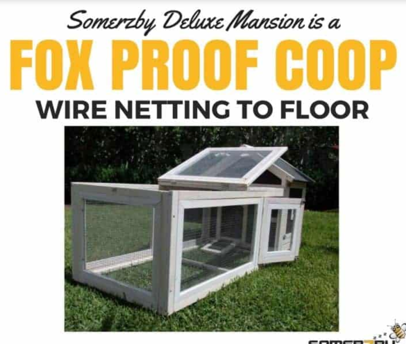 Somerzby Deluxe Mansion is a
FOX PROOF COOP
WIRE NETTING TO FLOOR